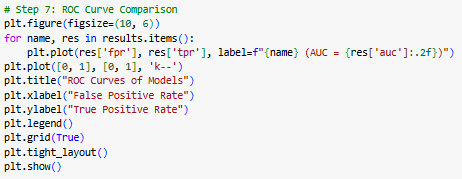 # Step 7: ROC Curve Comparison
plt.figure(figsize=(10, 6))
for name, res in results.items():
    plt.plot(res['fpr'], res['tpr'], label=f"{name} (AUC = {res['auc']:.2f})")
plt.plot([0, 1], [0, 1], 'k--')
plt.title("ROC Curves of Models")
plt.xlabel("False Positive Rate")
plt.ylabel("True Positive Rate")
plt.legend()
plt.grid(True)
plt.tight_layout()
plt.show()